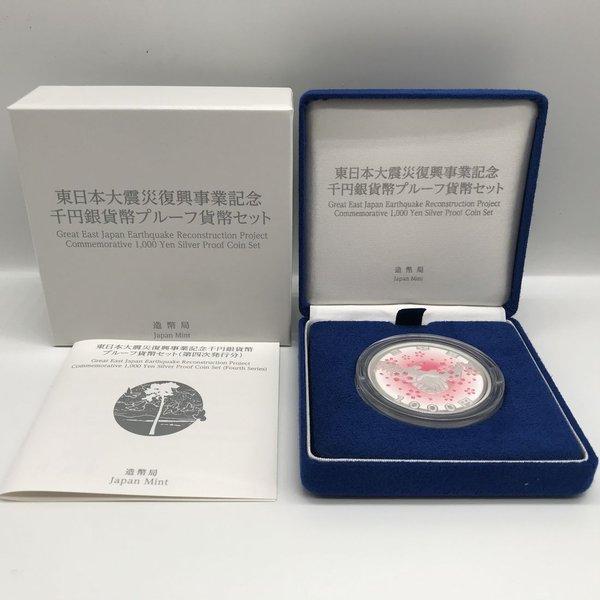 東日本大震災復興事業記念
千円銀貨幣プルーフ貨幣セット
Great East Japan Earthquake Reconstruction Project
Commemorative 1,000 Yen Silver Proof Coin Set
造幣局
Japan Mint
東日本大震災復興事業記念千円銀貨幣
プルーフ貨幣セット(第四次発行分)
Great East Japan Earthquake Reconstruction Project
Commemorative 1,000 Yen Silver Proof Coin Set (Fourth Series)
造幣局
Japan Mint
東日本大震災復興事業記念
千円銀貨幣プルーフ貨幣セット
Great East Japan Earthquake Reconstruction Project
Commemorative 1,000 Yen Silver Proof Coin Set
造幣局
Japan Mint